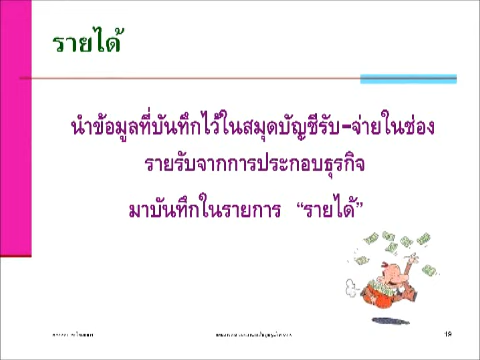 รายได้
นำข้อมูลที่บันทึกไว้ในสมุดบัญชีรับ-จ่ายในช่อง
รายรับจากการประกอบธุรกิจ
มาบันทึกในรายการ “รายได้”
19